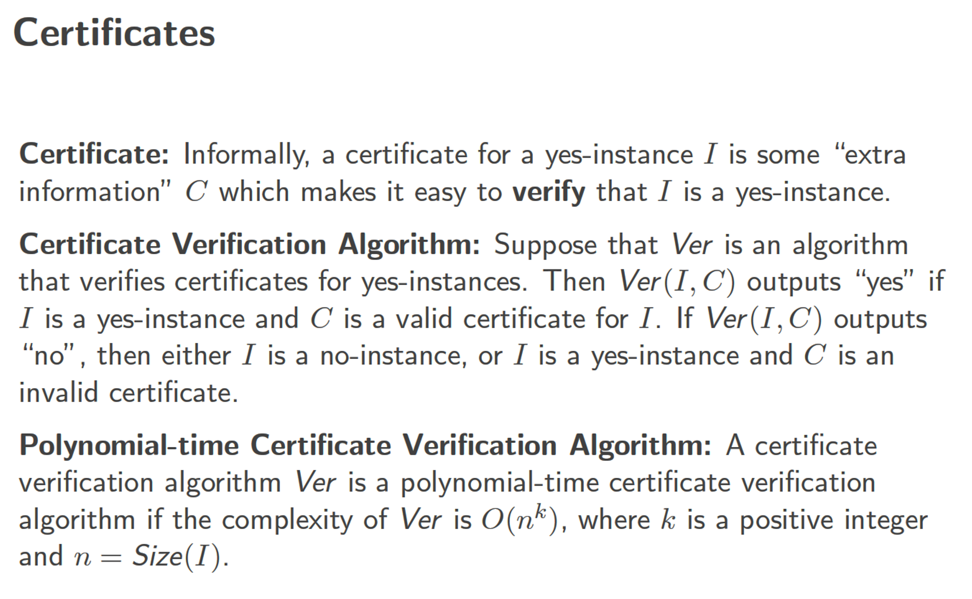 Certificates
Certificate: Informally, a certificate for a yes-instance I is some “extra
information” C which makes it easy to verify that I is a yes-instance.
Certificate Verification Algorithm: Suppose that Ver is an algorithm
that verifies certificates for yes-instances. Then Ver(I, C) outputs “yes” if
I is a yes-instance and C is a valid certificate for I. If Ver(I, C) outputs
“no”, then either I is a no-instance, or I is a yes-instance and C is an
invalid certificate.
Polynomial-time Certificate Verification Algorithm: A certificate
verification algorithm Ver is a polynomial-time certificate verification
algorithm if the complexity of Ver is O(n^k), where k is a positive integer
and n = Size(I).